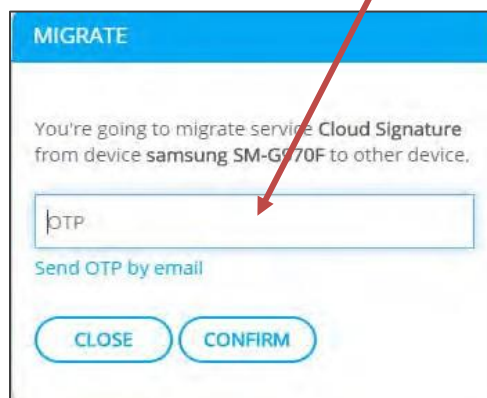 MIGRATE
You're going to migrate service Cloud Signature
from device samsung SM-G970F to other device.
OTP
Send OTP by email
CLOSE
CONFIRM